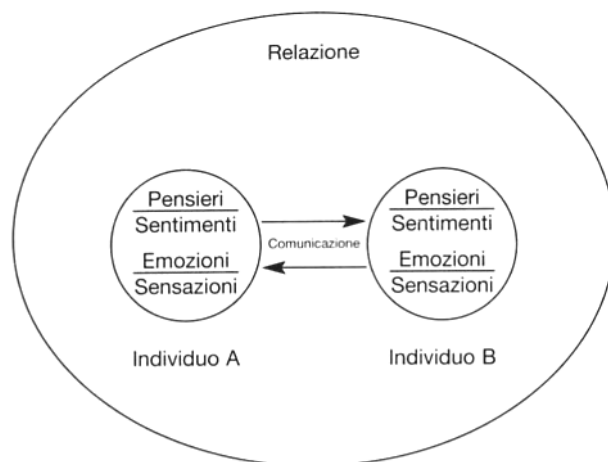 Relazione
Pensieri
Sentimenti
Emozioni
Sensazioni
Comunicazione
Pensieri
Sentimenti
Emozioni
Sensazioni
Individuo A
Individuo B